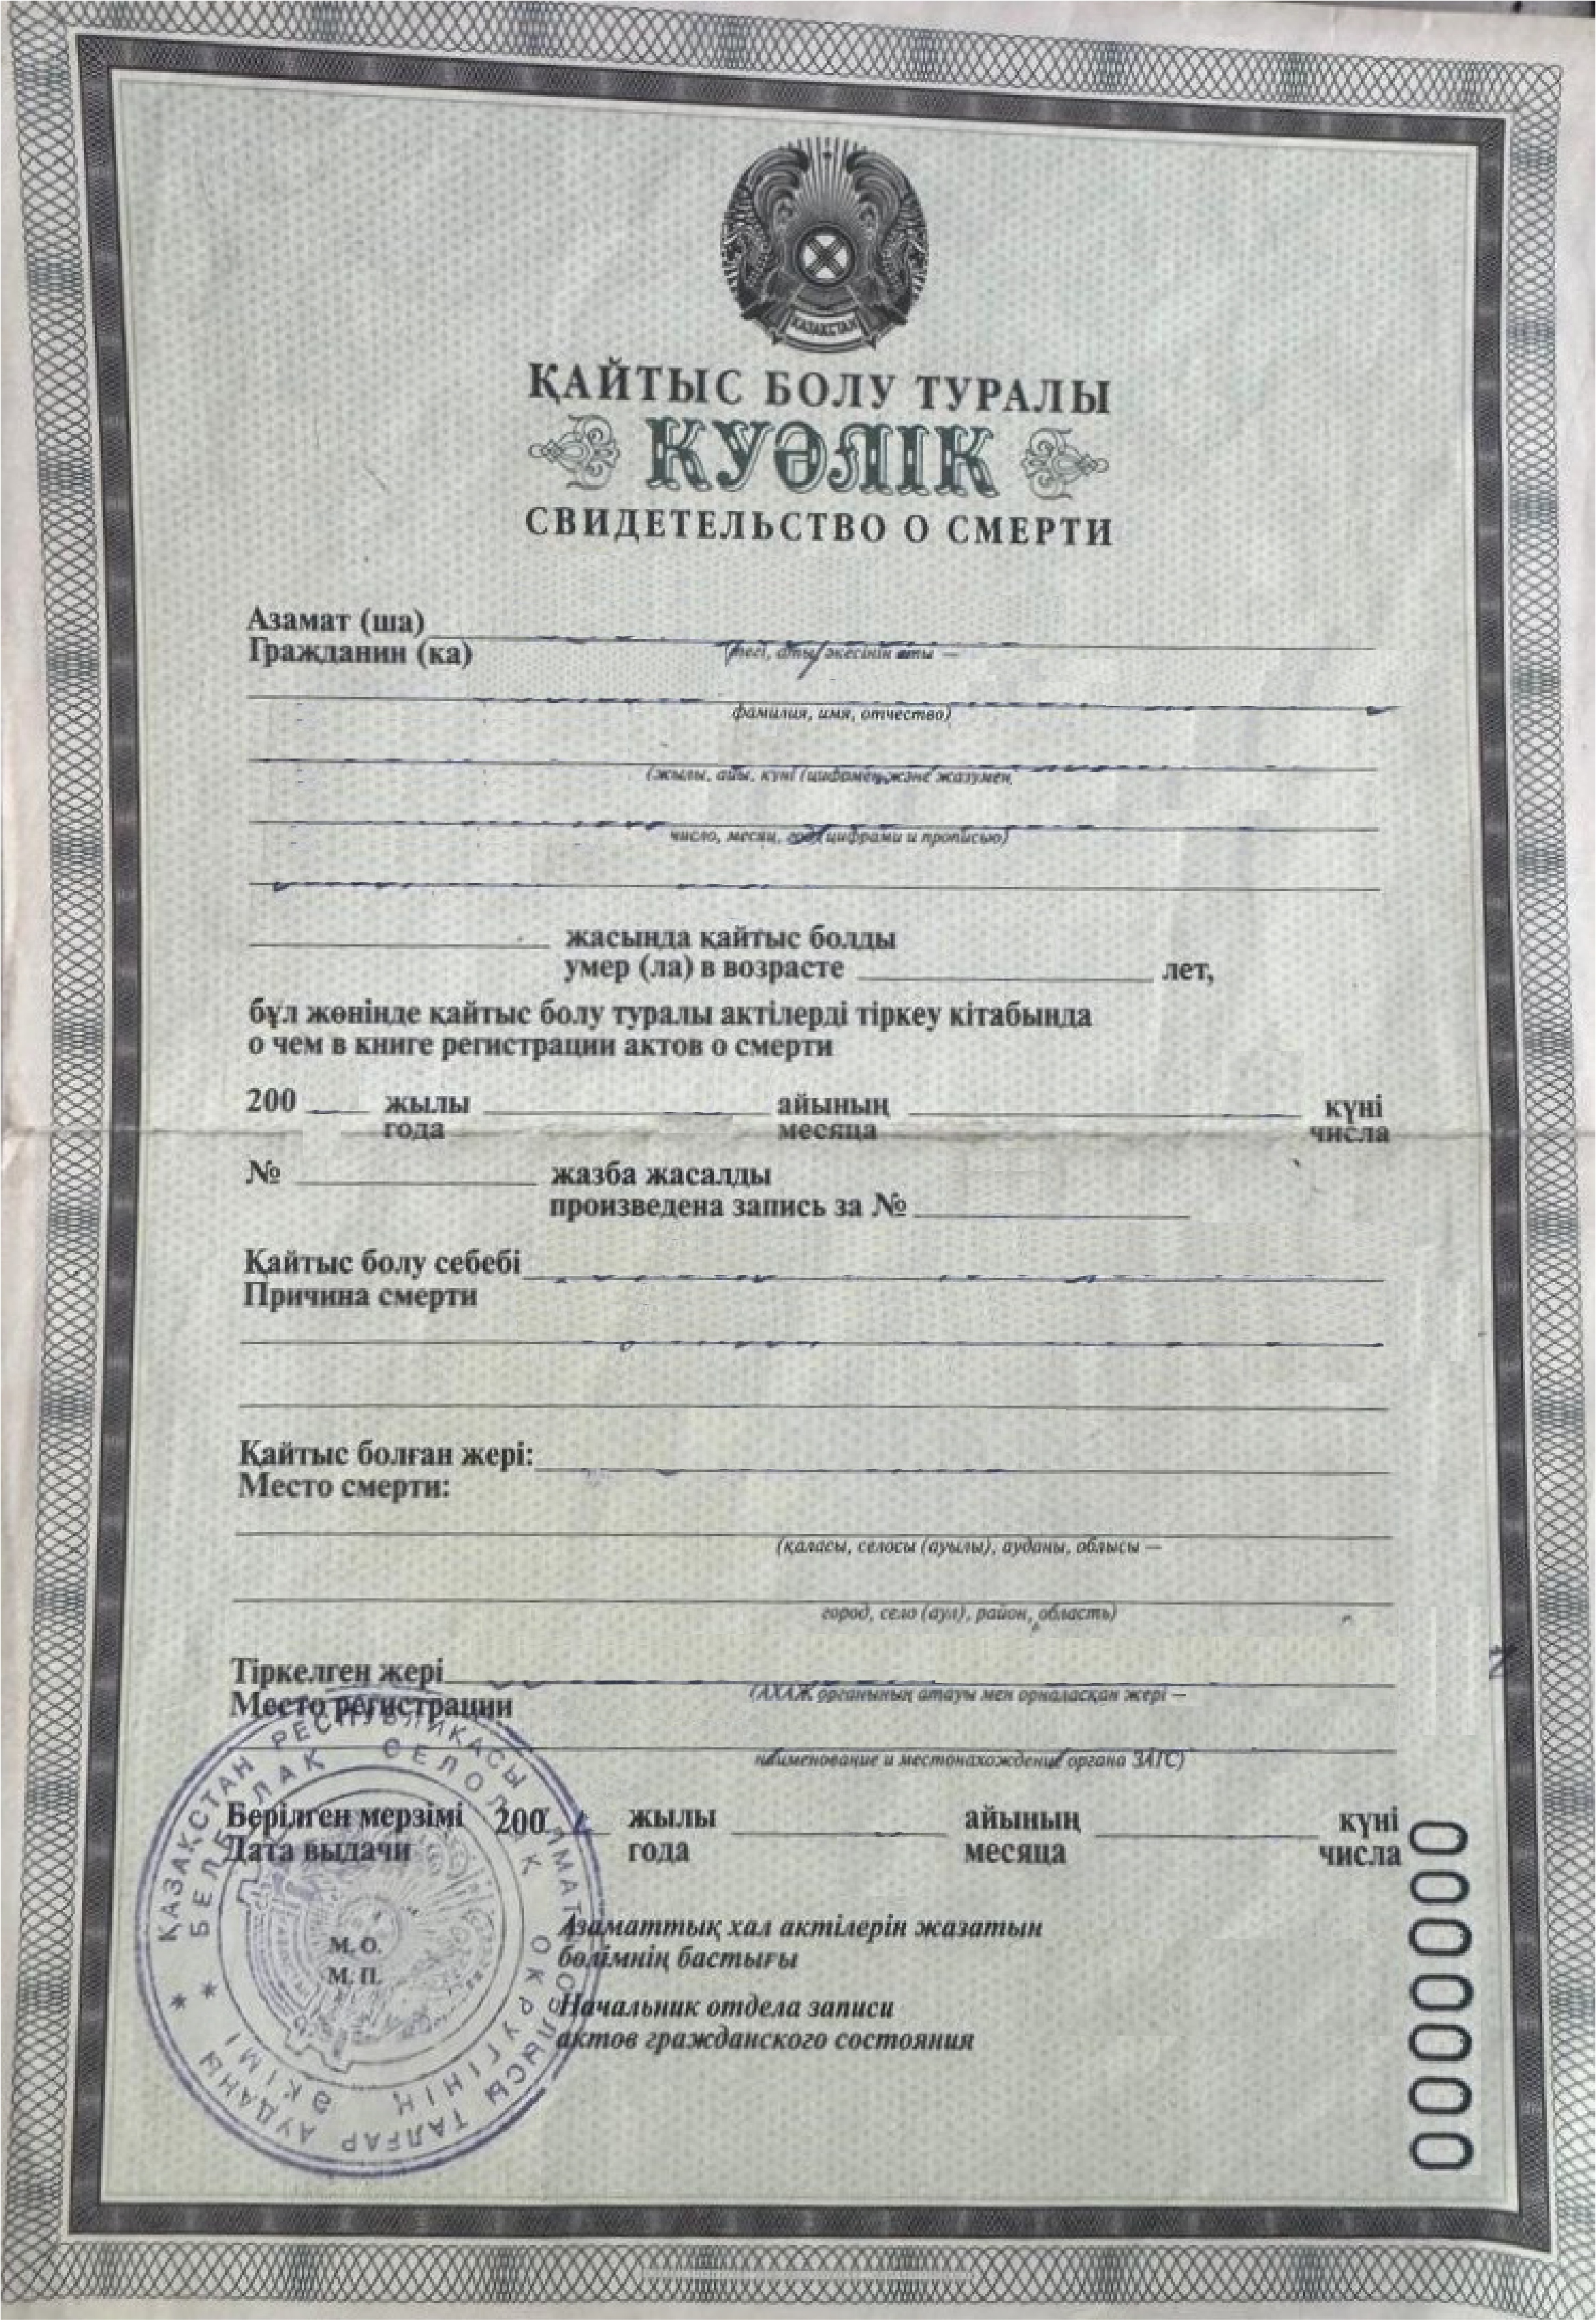 ҚАЗАҚСТАН
ҚАЙТЫС БОЛУ ТУРАЛЫ
КУӘЛІК
СВИДЕТЕЛЬСТВО О СМЕРТИ
Азамат (ша)
Гражданин (ка)
(тегі, аты, әкесінің аты —
фамилия, имя, отчество)
(жылы, айы, күні (цифрмен және жазумен,
число, месяц, год (цифрами и прописью)
жасында қайтыс болды
умер (ла) в возрасте лет,
бұл жөнінде қайтыс болу туралы актілерді тіркеу кітабында
о чем в книге регистрации актов о смерти
200 жылы айының күні
года месяца числа
№ жазба жасалды
произведена запись за №
Қайтыс болу себебі
Причина смерти
Қайтыс болған жері:
Место смерти:
(қаласы, селосы (ауылы), ауданы, облысы —
город, село (аул), район, область)
Тіркелген жері
Место регистрации
(АХАЖ органының атауы мен орналасқан жері —
наименование и местонахождение органа ЗАГС)
Берілген мерзімі 200 жылы айының күні
Дата выдачи года месяца числа
М. О.
М. П.
Азаматтық хал актілерін жазатын
бөлімнің бастығы
Начальник отдела записи
актов гражданского состояния
ҚАЗАҚСТАН РЕСПУБЛИКАСЫ АЛМАТЫ ОБЛЫСЫ ТАЛҒАР АУДАНЫ
БЕЛБҰЛАҚ СЕЛОЛЫҚ ОКРУГІНІҢ ӘКІМІ
0000000